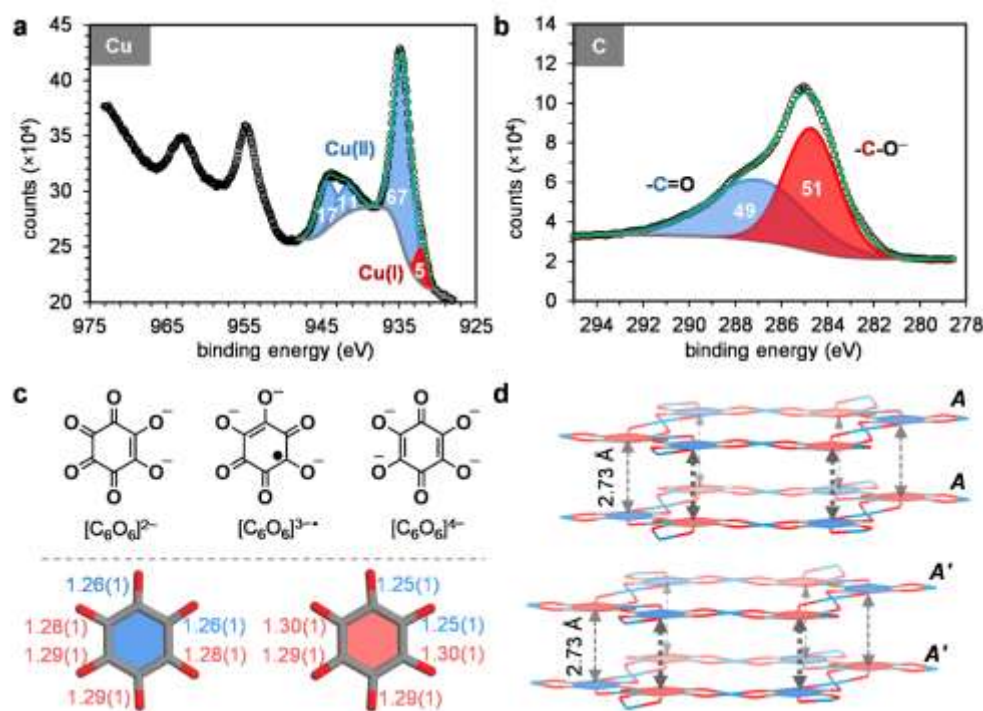 a
Cu
45
40
35
30
25
20
counts (×10⁴)
Cu(II)
17
11
67
Cu(I)
5
975 965 955 945 935 925
binding energy (eV)
b
C
14
12
10
8
6
4
2
0
counts (×10⁴)
-C=O
49
-C-O⁻
51
294 292 290 288 286 284 282 280 278
binding energy (eV)
c
O O O⁻
O O O⁻
[C₆O₆]²⁻
O⁻
⁻O O
O O⁻
O
[C₆O₆]³⁻•
O
⁻O O⁻
⁻O O⁻
O
[C₆O₆]⁴⁻
1.26(1)
1.28(1) 1.26(1)
1.29(1) 1.28(1)
1.29(1)
1.25(1)
1.30(1) 1.25(1)
1.29(1) 1.30(1)
1.29(1)
d
A
2.73 Å
A
A'
2.73 Å
A'